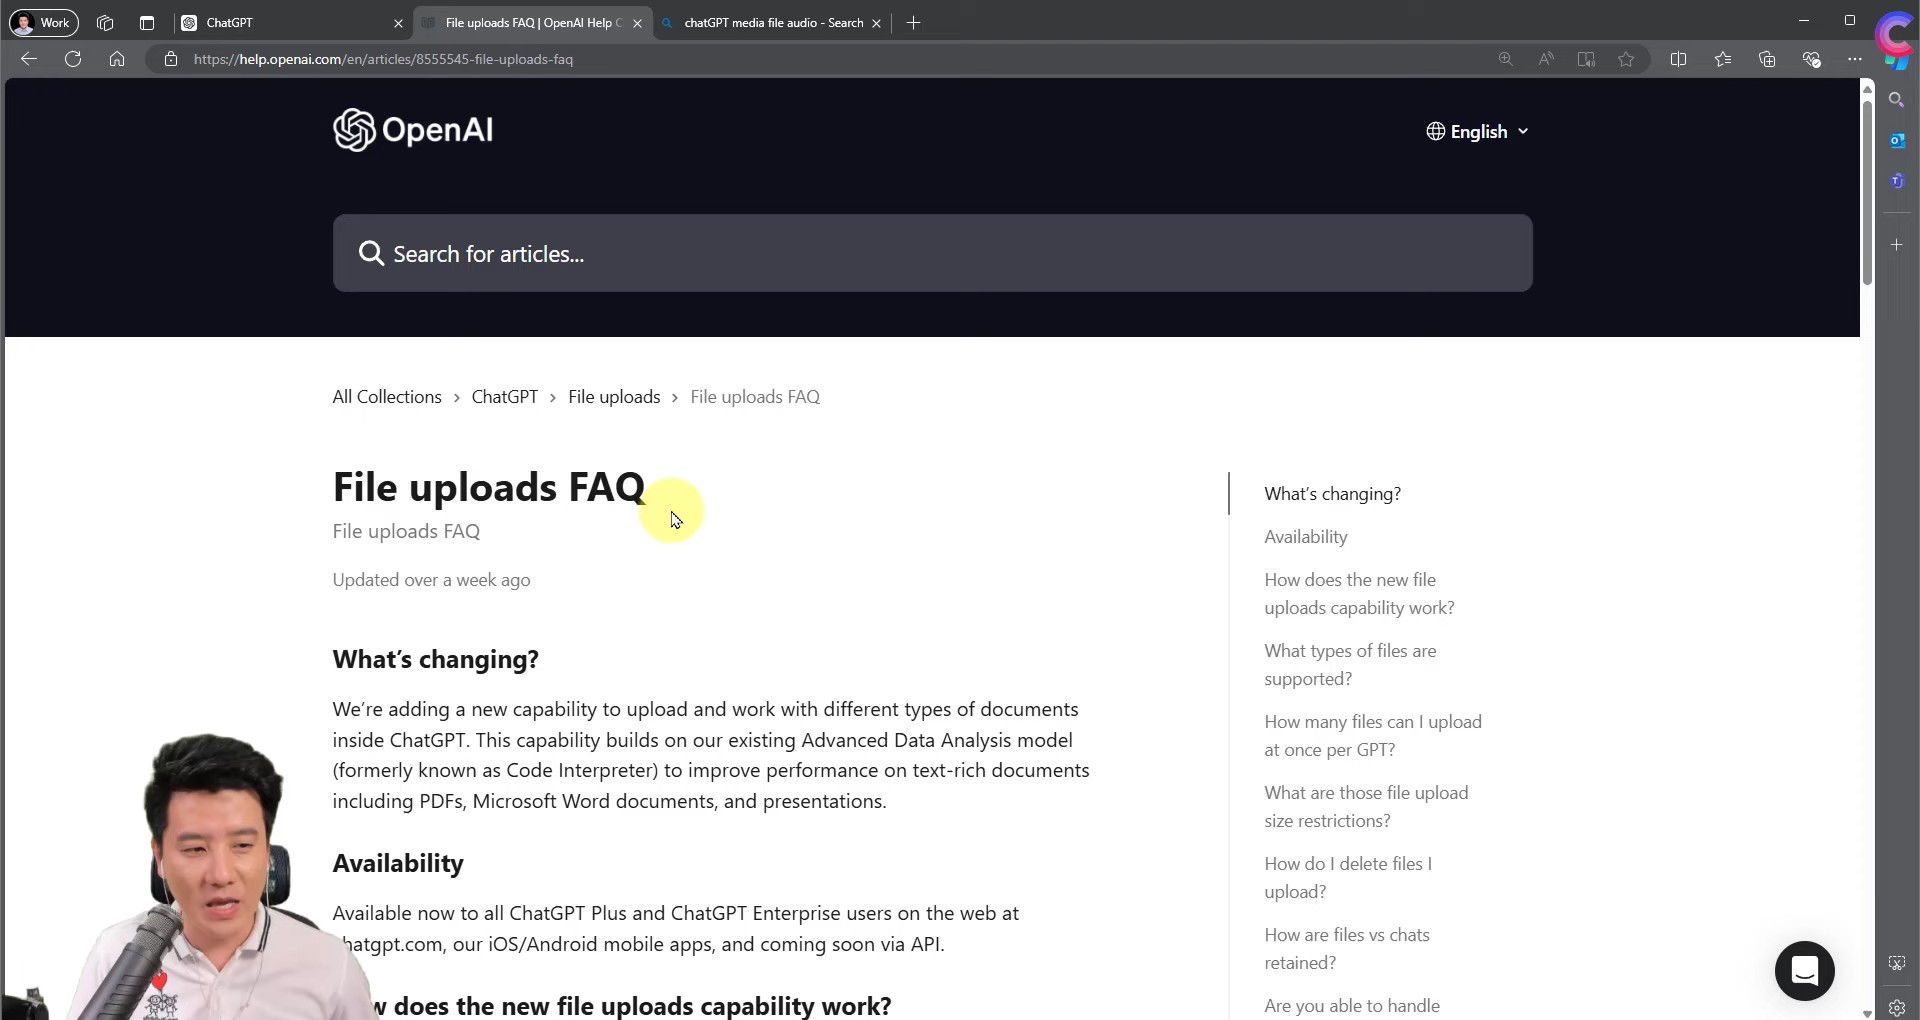 Work
ChatGPT
File uploads FAQ | OpenAI Help C
chatGPT media file audio - Search
https://help.openai.com/en/articles/8555545-file-uploads-faq
OpenAI
English
Search for articles...
All Collections > ChatGPT > File uploads > File uploads FAQ
File uploads FAQ
File uploads FAQ
Updated over a week ago
What's changing?
We're adding a new capability to upload and work with different types of documents
inside ChatGPT. This capability builds on our existing Advanced Data Analysis model
(formerly known as Code Interpreter) to improve performance on text-rich documents
including PDFs, Microsoft Word documents, and presentations.
Availability
Available now to all ChatGPT Plus and ChatGPT Enterprise users on the web at
hatgpt.com, our iOS/Android mobile apps, and coming soon via API.
w does the new file uploads capability work?
What's changing?
Availability
How does the new file
uploads capability work?
What types of files are
supported?
How many files can I upload
at once per GPT?
What are those file upload
size restrictions?
How do I delete files I
upload?
How are files vs chats
retained?
Are you able to handle